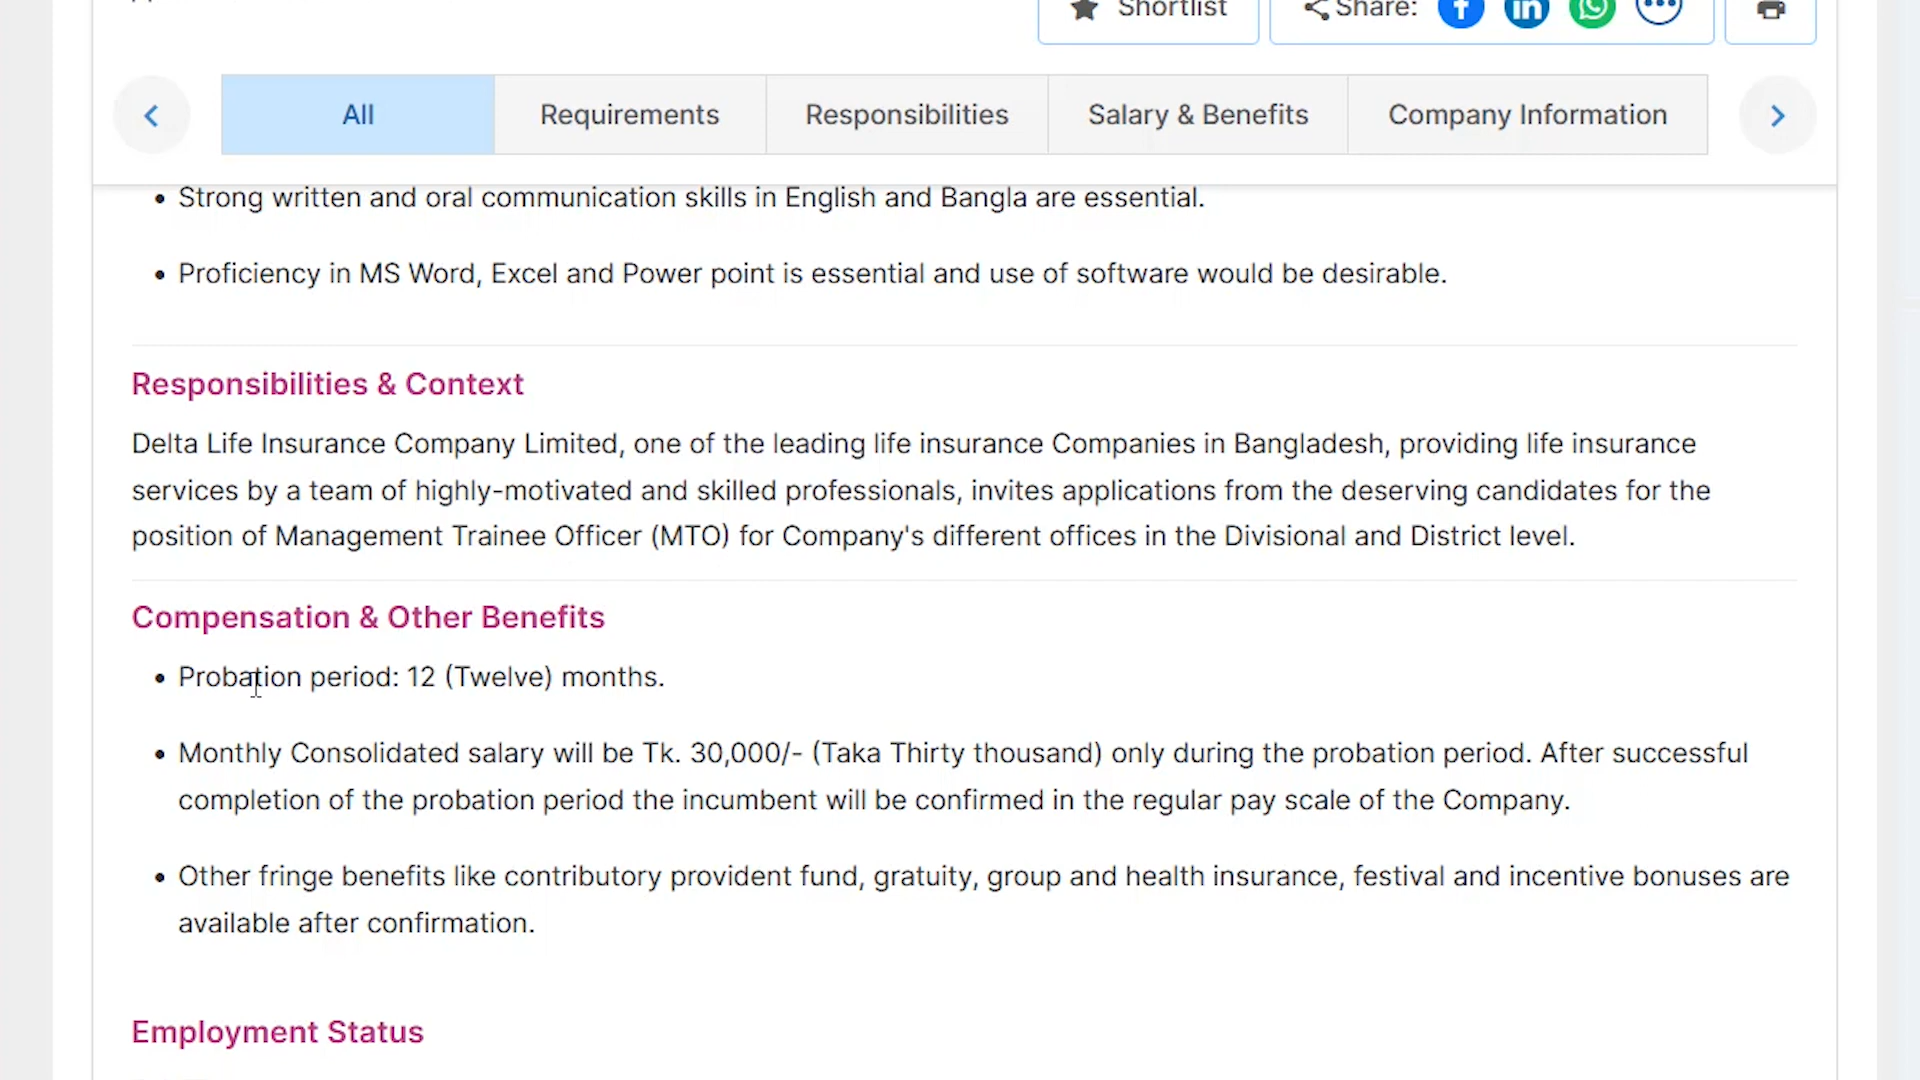 Shortlist
Share:
All
Requirements
Responsibilities
Salary & Benefits
Company Information
Strong written and oral communication skills in English and Bangla are essential.
Proficiency in MS Word, Excel and Power point is essential and use of software would be desirable.
Responsibilities & Context
Delta Life Insurance Company Limited, one of the leading life insurance Companies in Bangladesh, providing life insurance
services by a team of highly-motivated and skilled professionals, invites applications from the deserving candidates for the
position of Management Trainee Officer (MTO) for Company's different offices in the Divisional and District level.
Compensation & Other Benefits
Probation period: 12 (Twelve) months.
Monthly Consolidated salary will be Tk. 30,000/- (Taka Thirty thousand) only during the probation period. After successful
completion of the probation period the incumbent will be confirmed in the regular pay scale of the Company.
Other fringe benefits like contributory provident fund, gratuity, group and health insurance, festival and incentive bonuses are
available after confirmation.
Employment Status